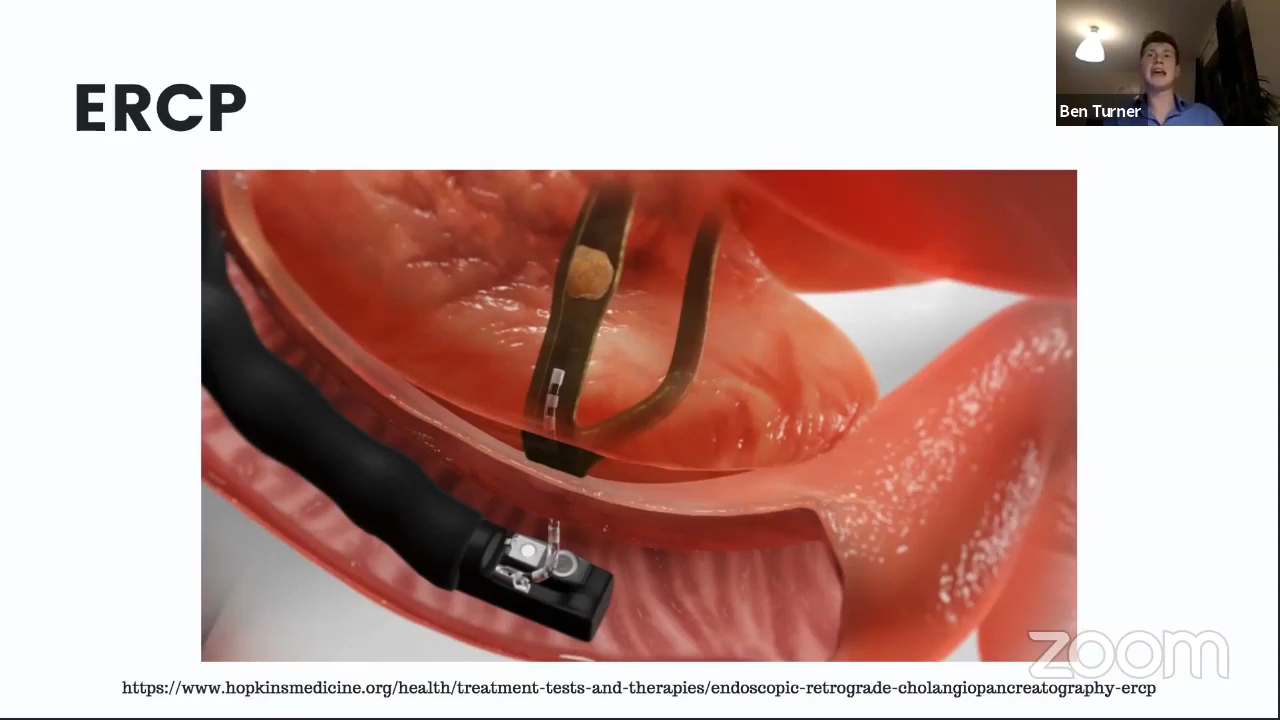 ERCP
Ben Turner
zoom
https://www.hopkinsmedicine.org/health/treatment-tests-and-therapies/endoscopic-retrograde-cholangiopancreatography-ercp